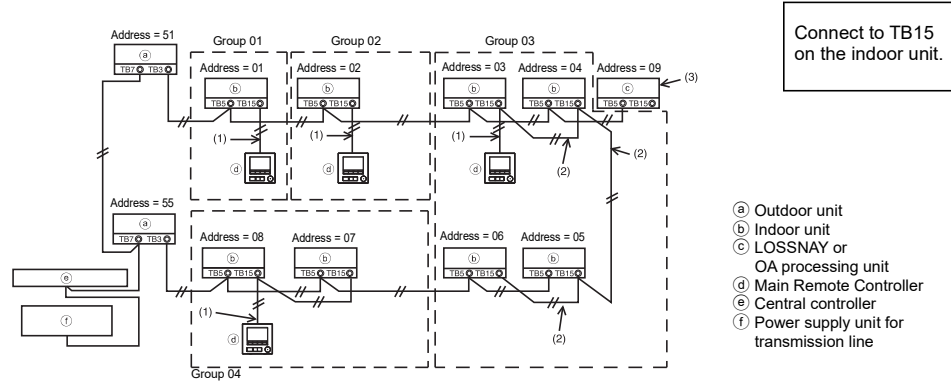 Connect to TB15
on the indoor unit.
Address = 51
ⓐ
TB7 TB3
Group 01
Address = 01
ⓑ
TB5 TB15
(1)
ⓓ
Group 02
Address = 02
ⓑ
TB5 TB15
(1)
ⓓ
Group 03
Address = 03
ⓑ
TB5 TB15
(1)
ⓓ
Address = 04
ⓑ
TB5 TB15
(2)
Address = 09
ⓒ
TB5 TB15
(3)
(2)
Address = 55
ⓐ
TB7 TB3
Address = 08
ⓑ
TB5 TB15
(1)
ⓓ
Address = 07
ⓑ
TB5 TB15
Group 04
Address = 06
ⓑ
TB5 TB15
Address = 05
ⓑ
TB5 TB15
(2)
ⓔ
ⓕ
ⓐ Outdoor unit
ⓑ Indoor unit
ⓒ LOSSNAY or
OA processing unit
ⓓ Main Remote Controller
ⓔ Central controller
ⓕ Power supply unit for
transmission line